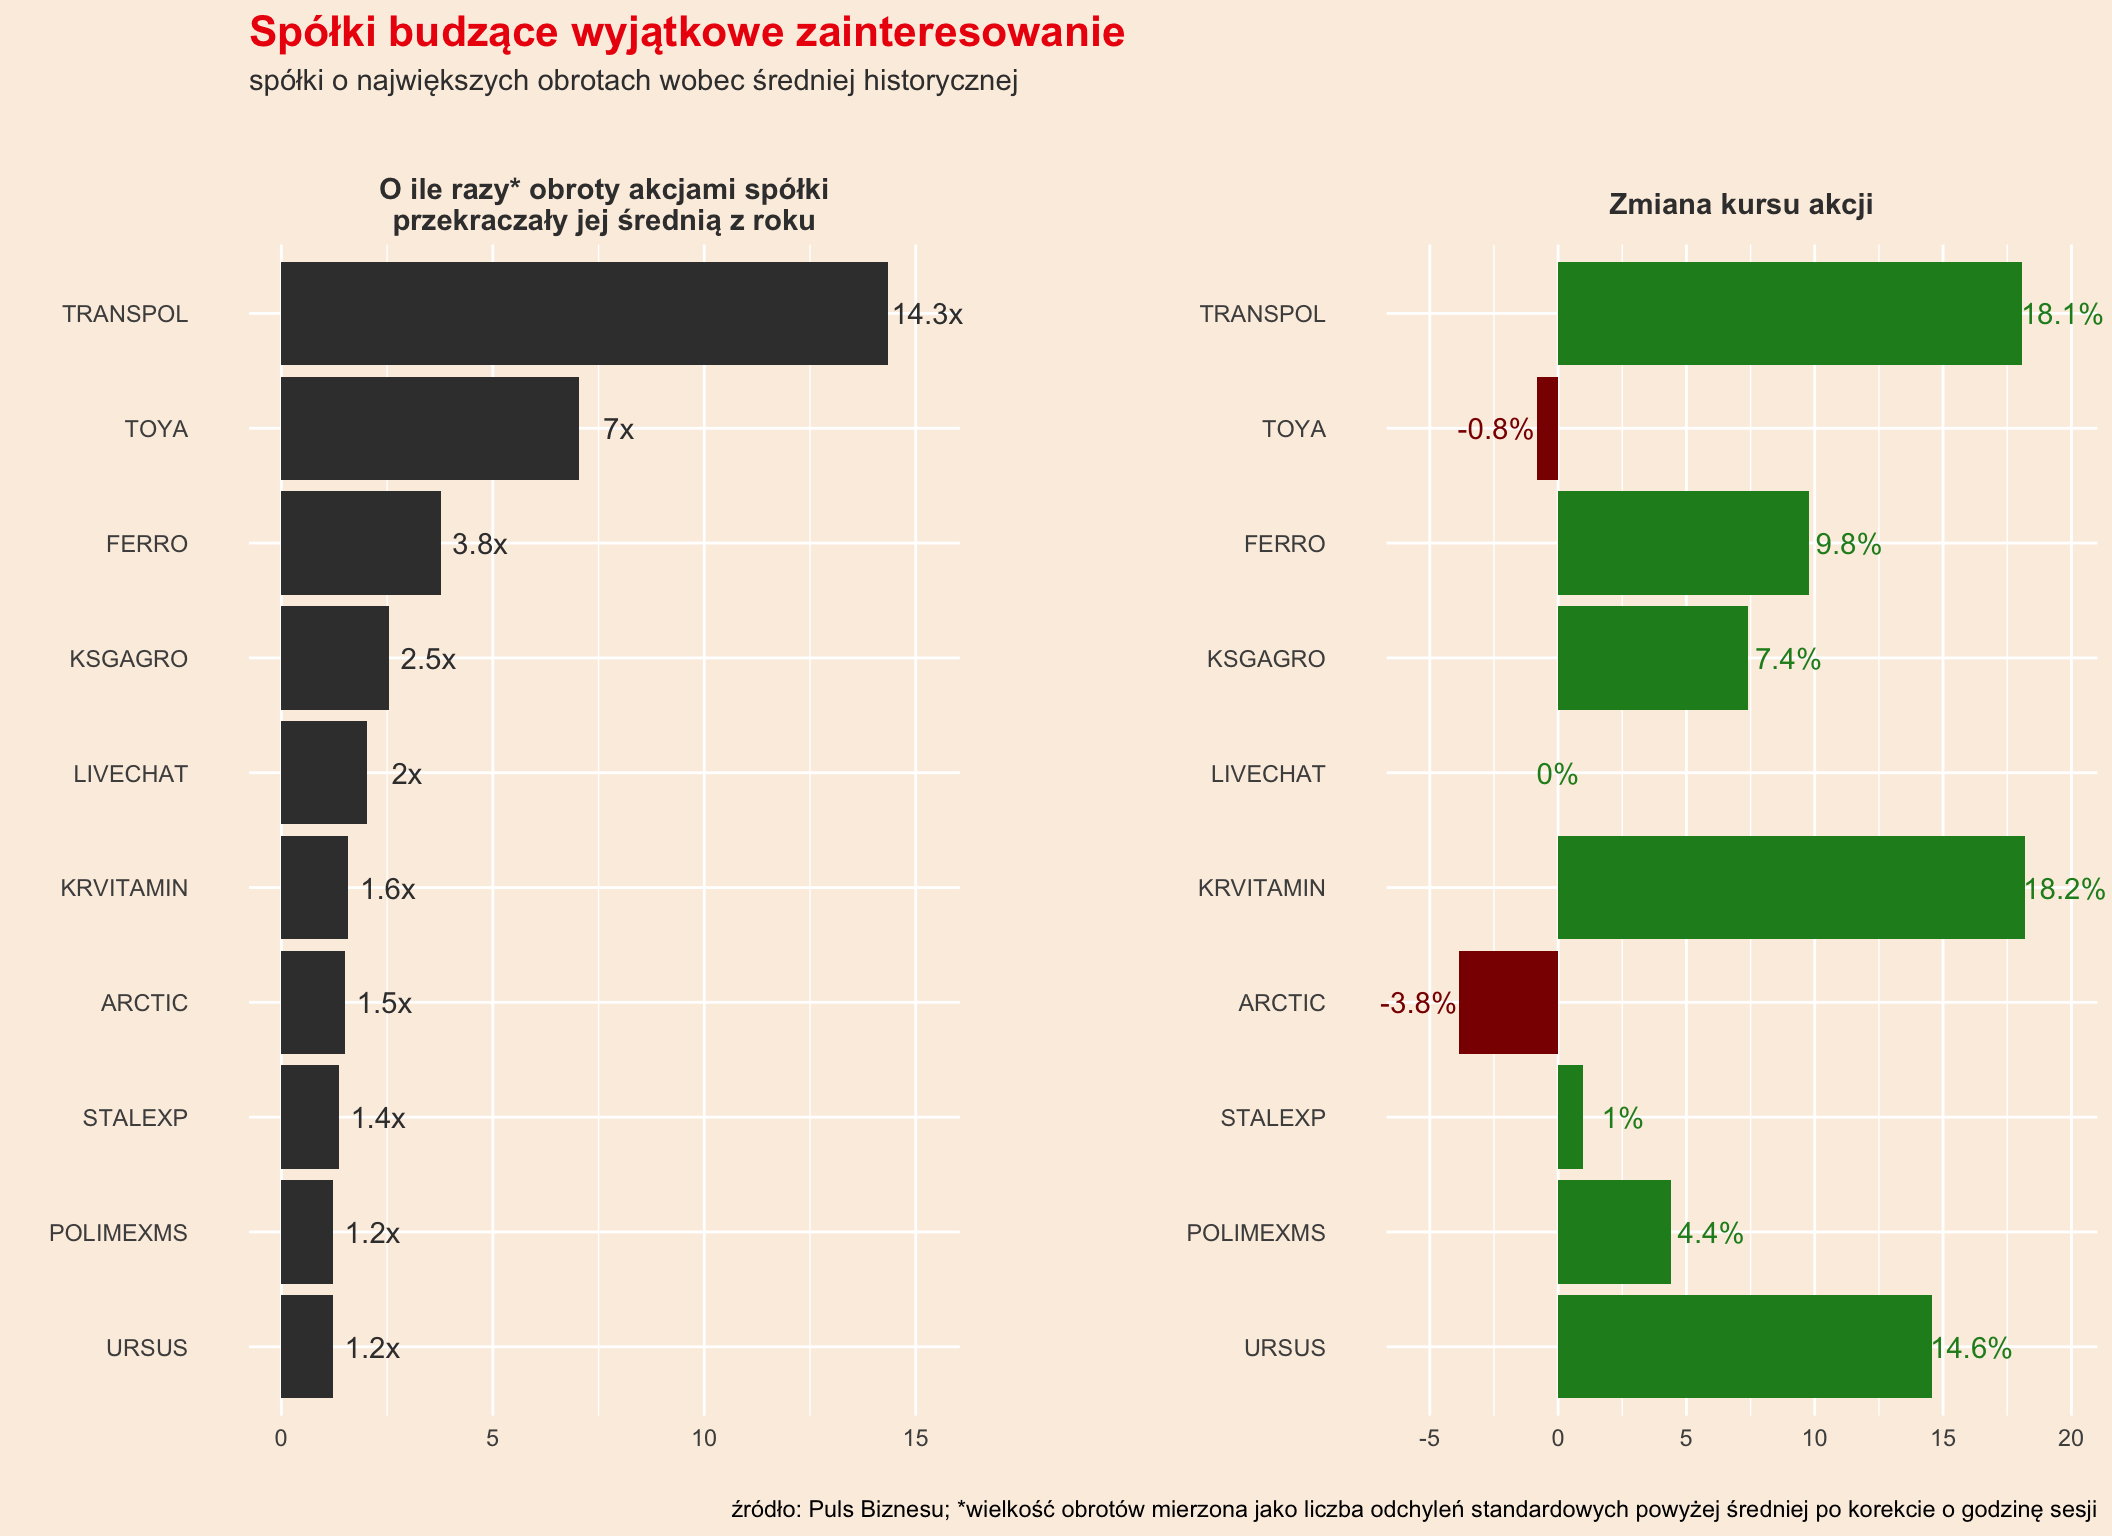 Spółki budzące wyjątkowe zainteresowanie
spółki o największych obrotach wobec średniej historycznej
O ile razy* obroty akcjami spółki
przekraczały jej średnią z roku
TRANSPOL 14.3x
TOYA 7x
FERRO 3.8x
KSGAGRO 2.5x
LIVECHAT 2x
KRVITAMIN 1.6x
ARCTIC 1.5x
STALEXP 1.4x
POLIMEXMS 1.2x
URSUS 1.2x
0 5 10 15
Zmiana kursu akcji
TRANSPOL 18.1%
TOYA -0.8%
FERRO 9.8%
KSGAGRO 7.4%
LIVECHAT 0%
KRVITAMIN 18.2%
ARCTIC -3.8%
STALEXP 1%
POLIMEXMS 4.4%
URSUS 14.6%
-5 0 5 10 15 20
źródło: Puls Biznesu; *wielkość obrotów mierzona jako liczba odchyleń standardowych powyżej średniej po korekcie o godzinę sesji